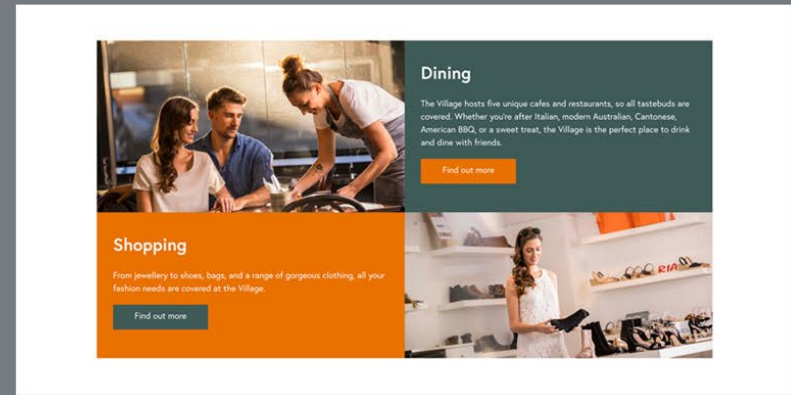 Dining
The Village hosts five unique cafes and restaurants, so all tastebuds are
covered. Whether you're after Italian, modern Australian, Cantonese,
American BBQ, or a sweet treat, the Village is the perfect place to drink
and dine with friends.
Find out more
Shopping
From jewellery to shoes, bags, and a range of gorgeous clothing, all your
fashion needs are covered at the Village.
Find out more
RIA